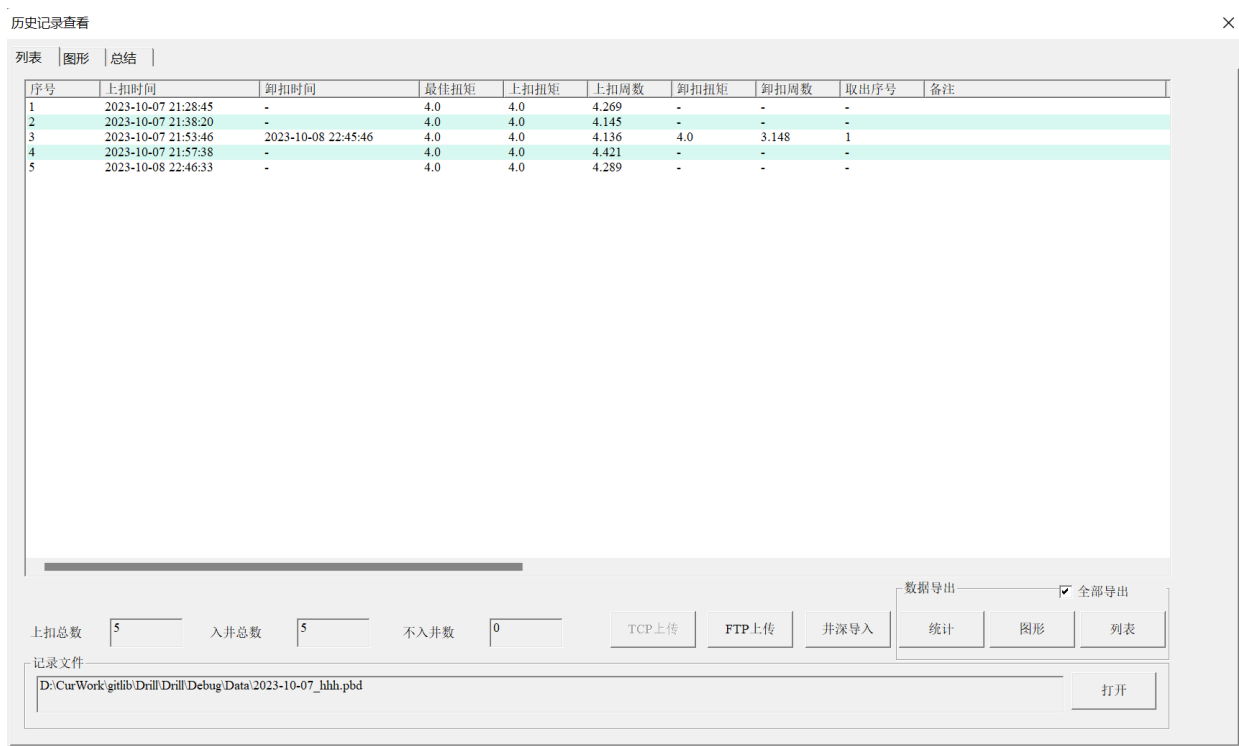 历史记录查看
列表 图形 总结
序号 上扣时间 卸扣时间 最佳扭矩 上扣扭矩 上扣周数 卸扣扭矩 卸扣周数 取出序号 备注
1 2023-10-07 21:28:45 - 4.0 4.0 4.269 - - -
2 2023-10-07 21:38:20 - 4.0 4.0 4.145 - - -
3 2023-10-07 21:53:46 2023-10-08 22:45:46 4.0 4.0 4.136 4.0 3.148 1
4 2023-10-07 21:57:38 - 4.0 4.0 4.421 - - -
5 2023-10-08 22:46:33 - 4.0 4.0 4.289 - - -
数据导出 全部导出
上扣总数 5 入井总数 5 不入井数 0 TCP上传 FTP上传 井深导入 统计 图形 列表
记录文件
D:\CurWork\gitlib\Drill\Drill\Debug\Data\2023-10-07_hhh.pbd 打开